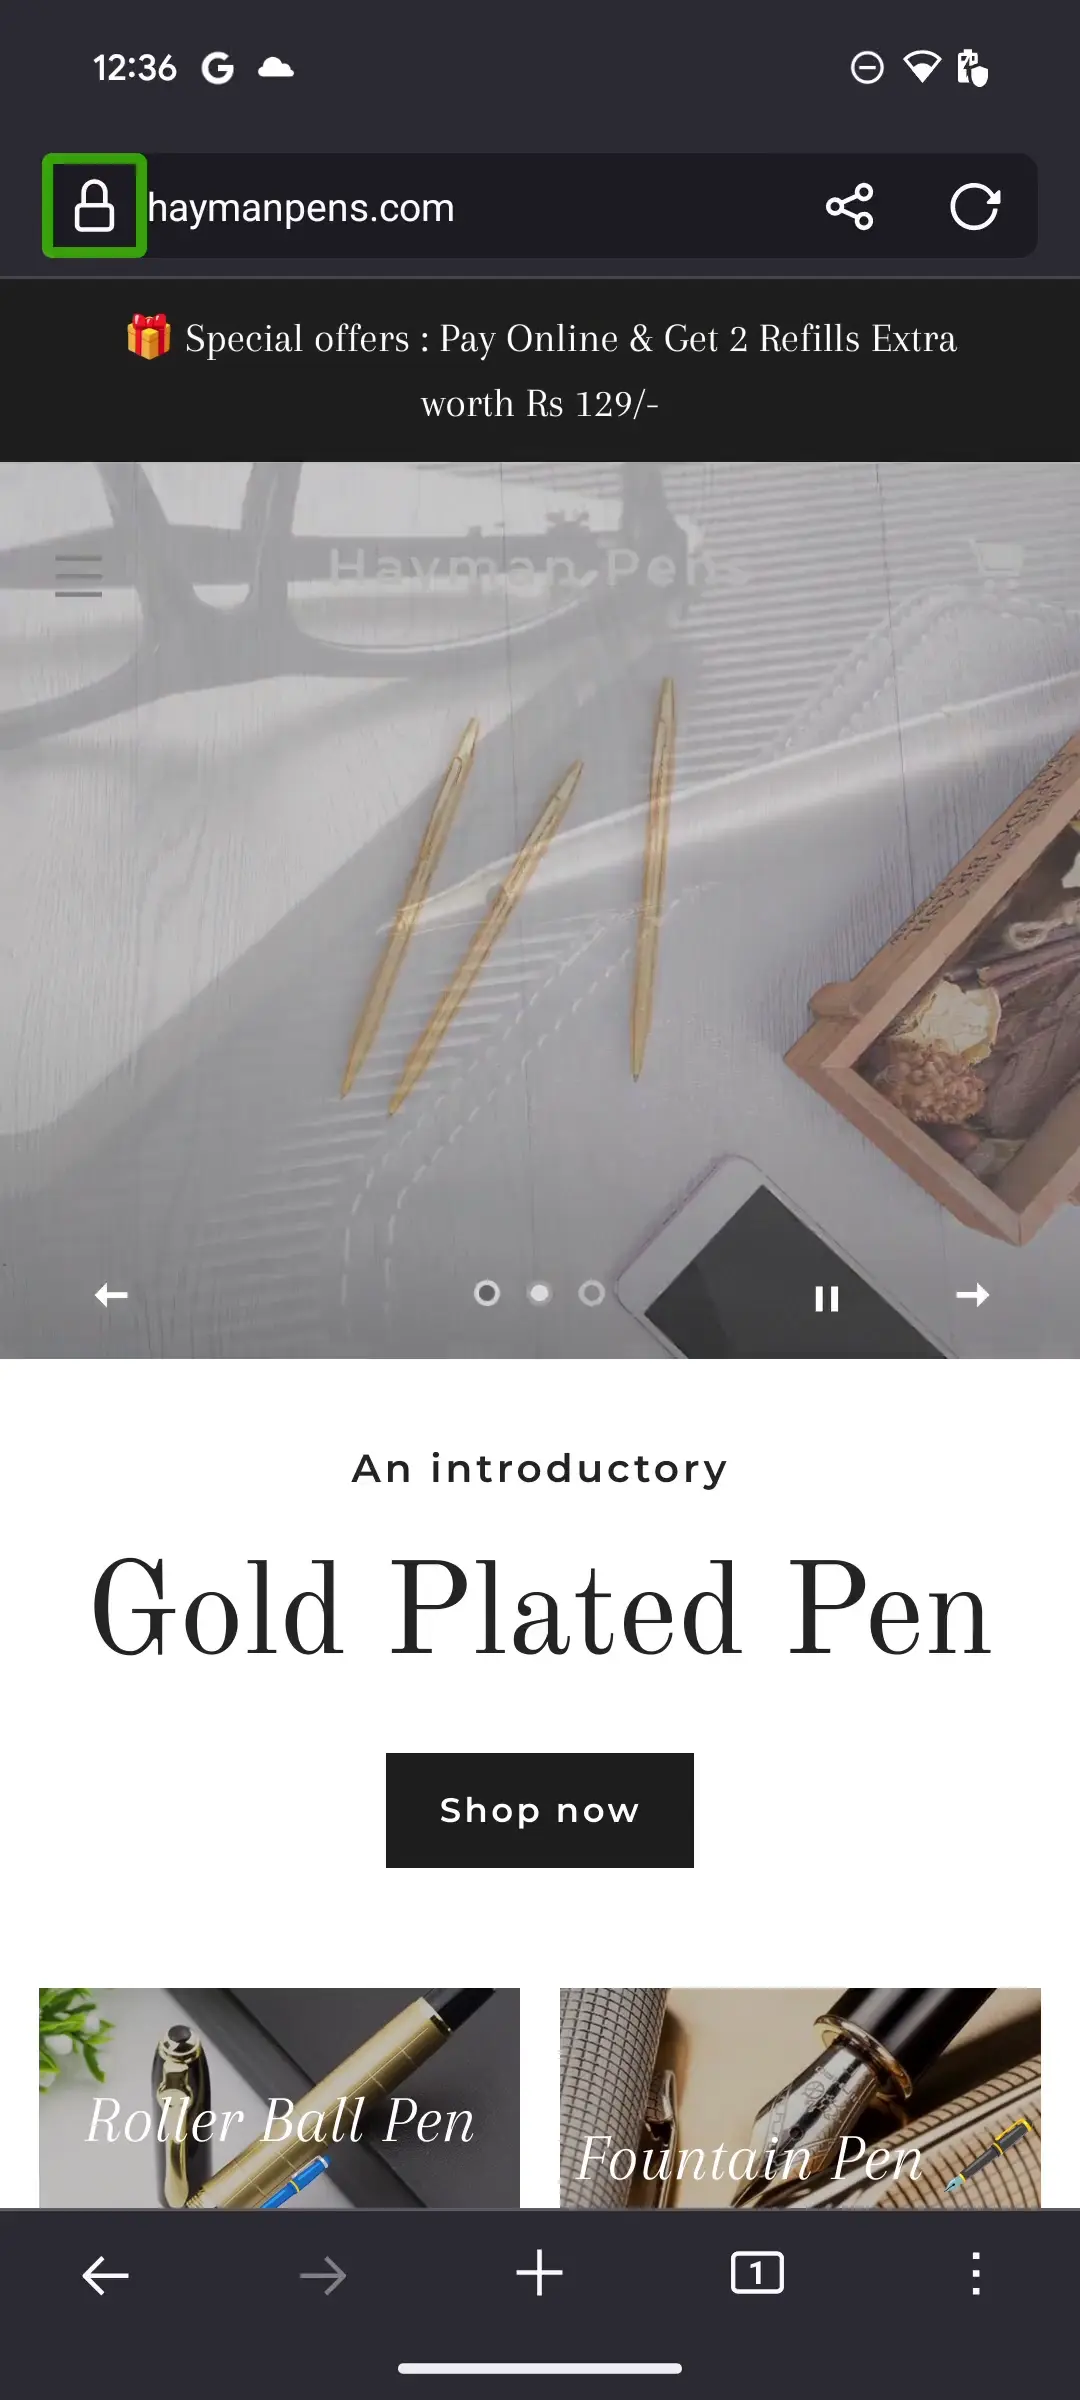 12:36
haymanpens.com
Special offers : Pay Online & Get 2 Refills Extra
worth Rs 129/-
Hayman Pens
An introductory
Gold Plated Pen
Shop now
Roller Ball Pen
Fountain Pen
1